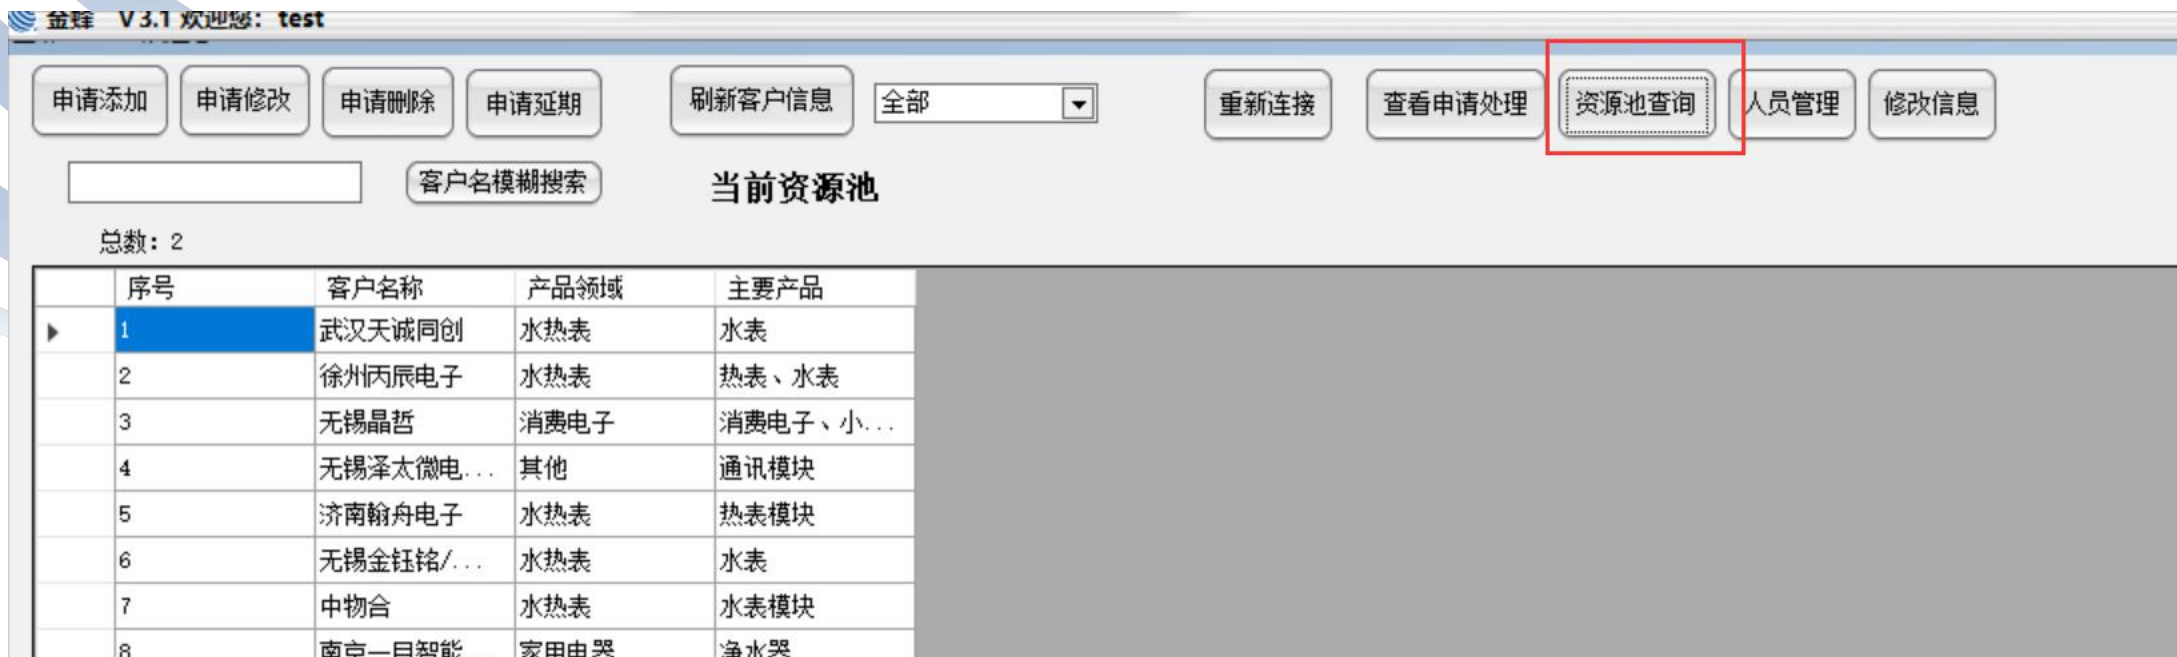 金蜂 V3.1 欢迎您：test
申请添加 申请修改 申请删除 申请延期 刷新客户信息 全部 重新连接 查看申请处理 资源池查询 人员管理 修改信息
客户名模糊搜索 当前资源池
总数：2
序号 客户名称 产品领域 主要产品
1 武汉天诚同创 水热表 水表
2 徐州丙辰电子 水热表 热表、水表
3 无锡晶哲 消费电子 消费电子、小...
4 无锡泽太微电... 其他 通讯模块
5 济南翰舟电子 水热表 热表模块
6 无锡金钰铭/... 水热表 水表
7 中物合 水热表 水表模块
8 南京一目智能... 家用电器 净水器